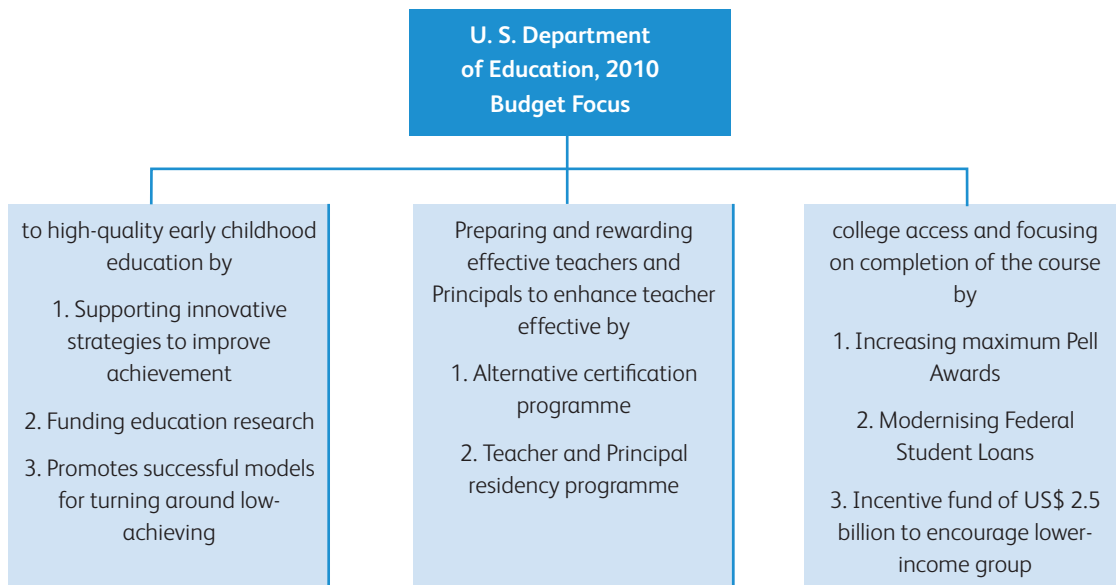 U. S. Department
of Education, 2010
Budget Focus
to high-quality early childhood
education by
1. Supporting innovative
strategies to improve
achievement
2. Funding education research
3. Promotes successful models
for turning around low-
achieving
Preparing and rewarding
effective teachers and
Principals to enhance teacher
effective by
1. Alternative certification
programme
2. Teacher and Principal
residency programme
college access and focusing
on completion of the course
by
1. Increasing maximum Pell
Awards
2. Modernising Federal
Student Loans
3. Incentive fund of US$ 2.5
billion to encourage lower-
income group